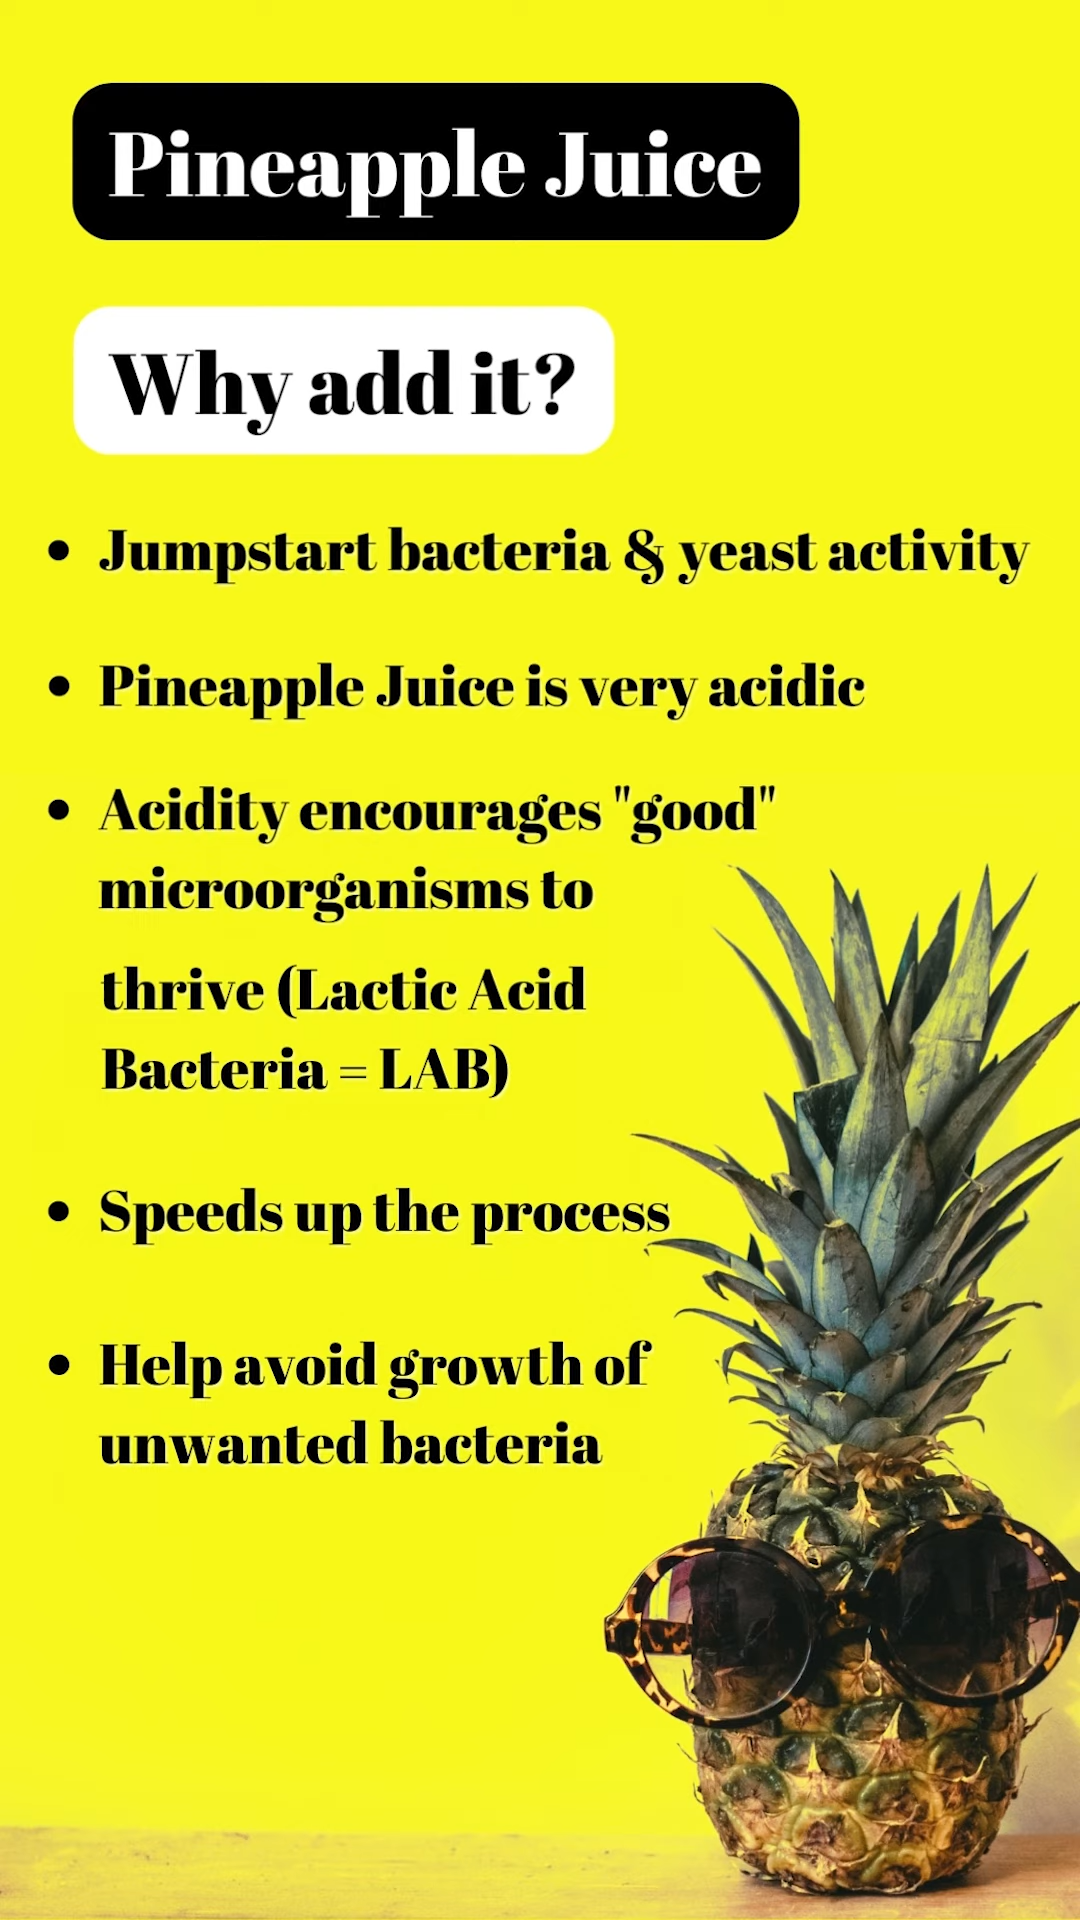 Pineapple Juice
Why add it?
• Jumpstart bacteria & yeast activity
• Pineapple Juice is very acidic
• Acidity encourages "good"
microorganisms to
thrive (Lactic Acid
Bacteria = LAB)
• Speeds up the process
• Help avoid growth of
unwanted bacteria